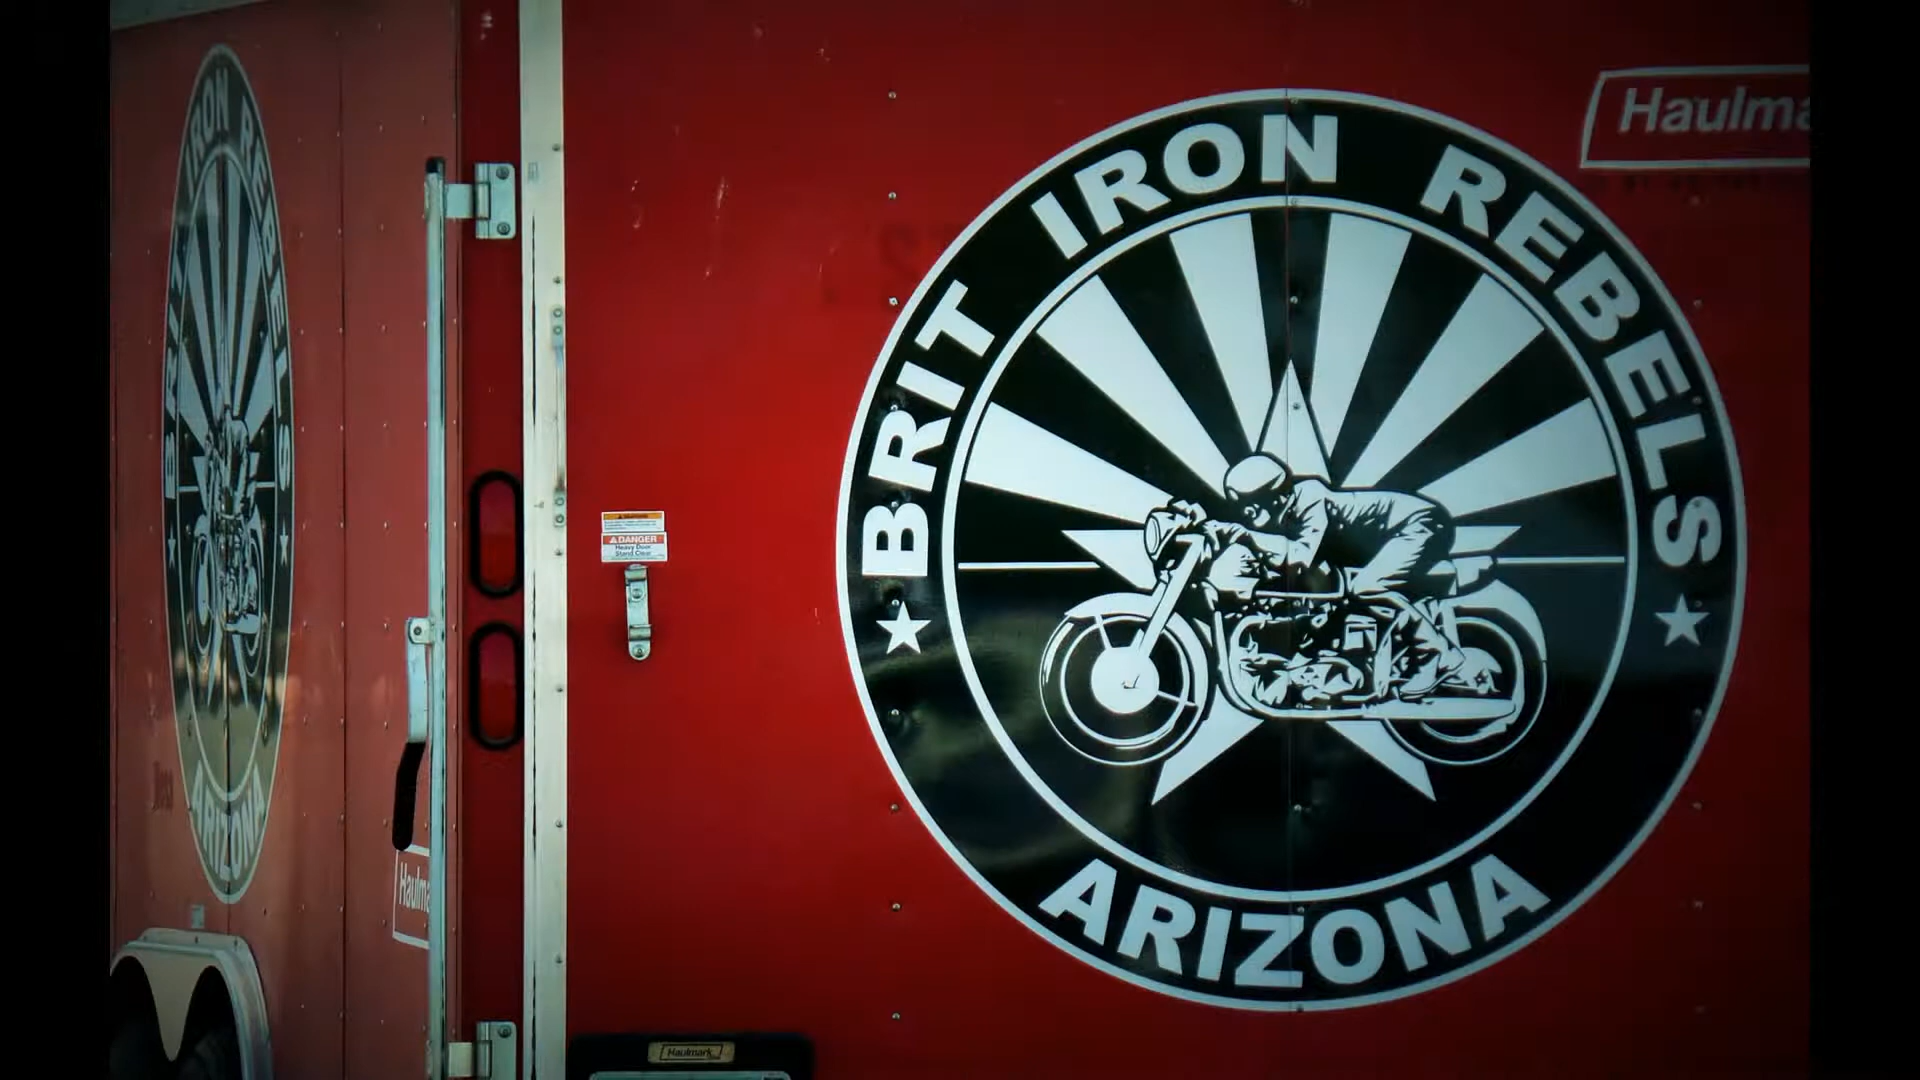 BRIT IRON REBELS
ARIZONA
Haulma
BRIT IRON REBELS
ARIZONA
Haulma
DANGER
Heavy Door
Stand Clear
Haulmark